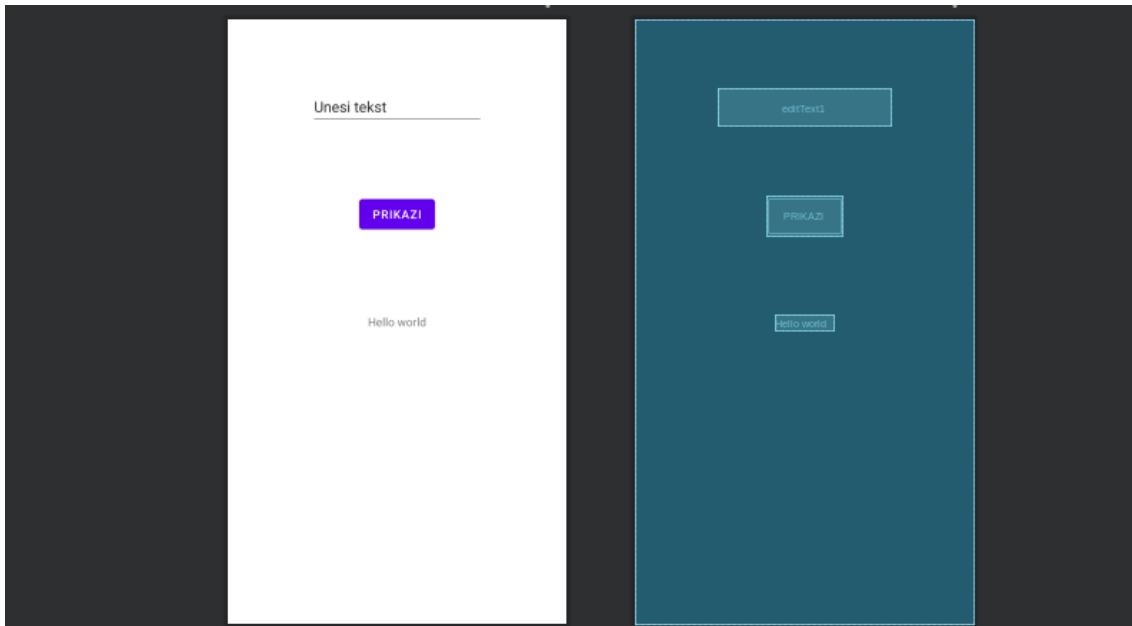 Unesi tekst
PRIKAZI
Hello world
editText1
PRIKAZI
Hello world